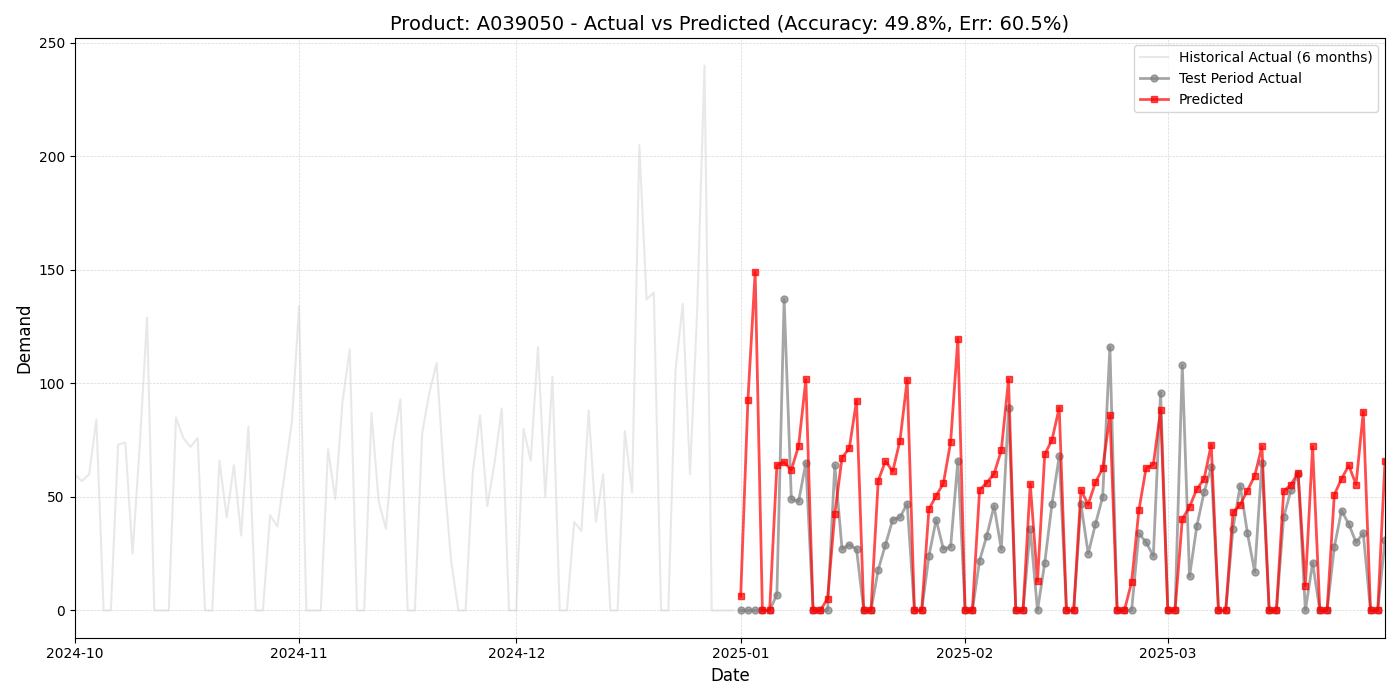 Product: A039050 - Actual vs Predicted (Accuracy: 49.8%, Err: 60.5%)
250
200
150
100
50
0
Demand
Historical Actual (6 months)
Test Period Actual
Predicted
2024-10
2024-11
2024-12
2025-01
2025-02
2025-03
Date